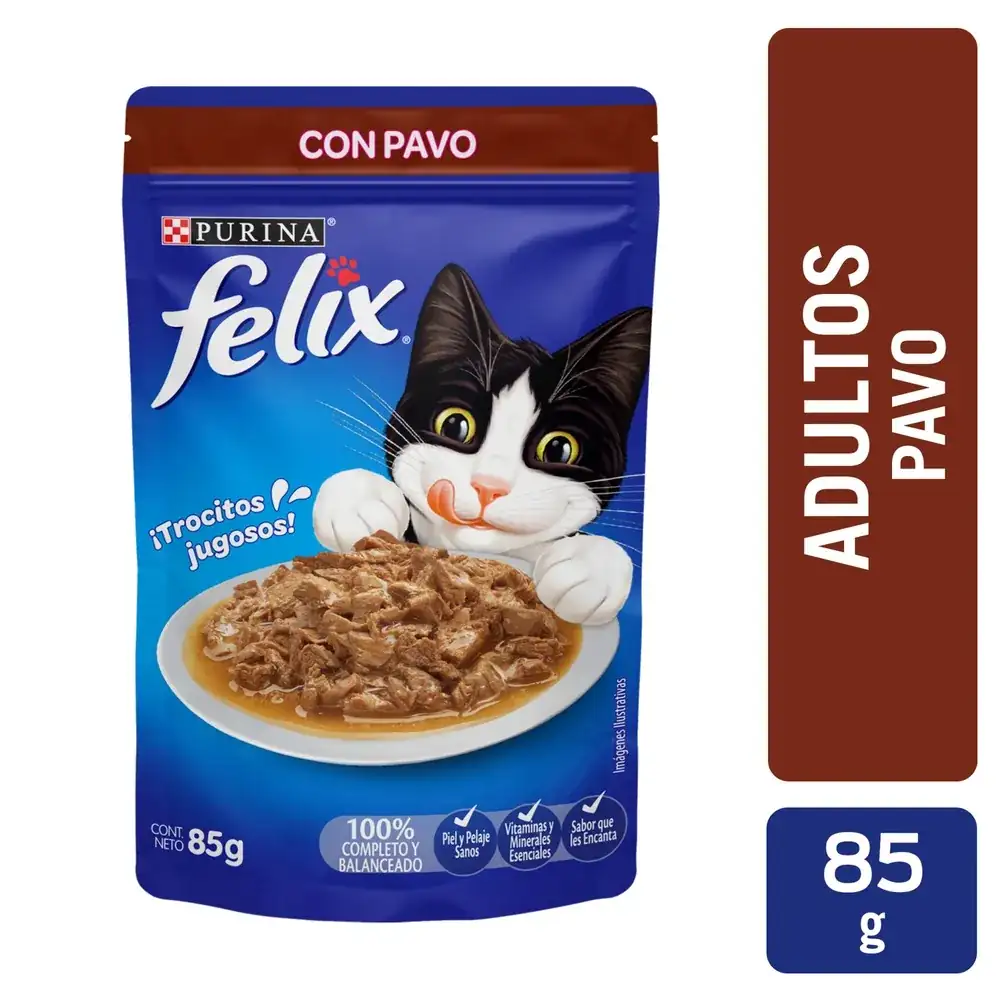 CON PAVO
PURINA®
felix®
¡Trocitos
jugosos!
Imágenes Ilustrativas
CONT.
NETO 85g
100%
COMPLETO Y
BALANCEADO
Piel y Pelaje
Sanos
Vitaminas y
Minerales
Esenciales
Sabor que
les Encanta
ADULTOS
PAVO
85
g